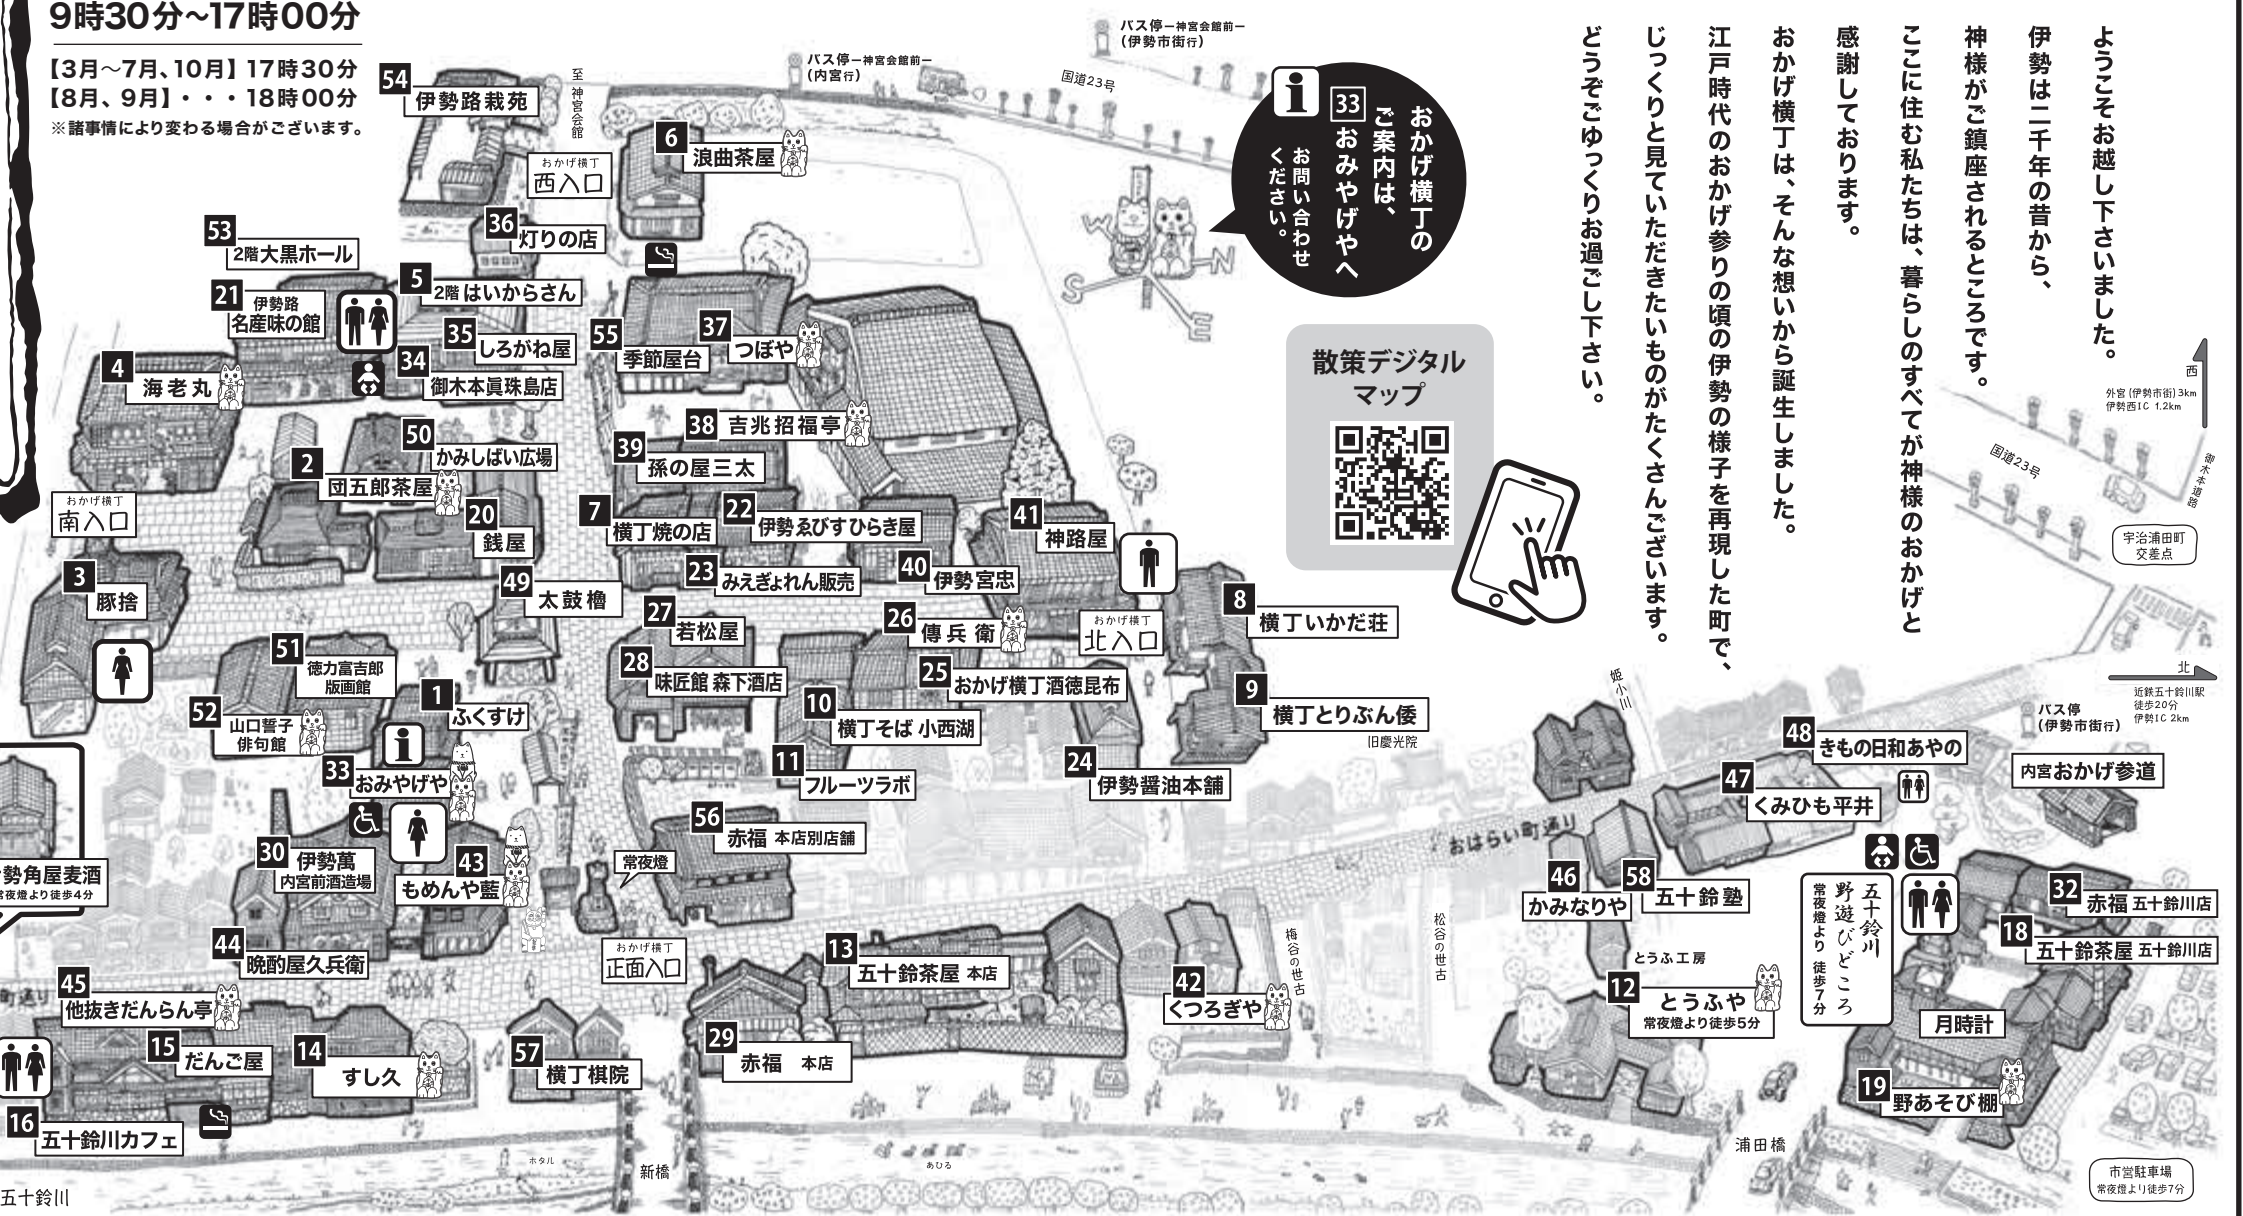 9時30分〜17時00分
【3月〜7月、10月】17時30分
【8月、9月】・・・18時00分
※諸事情により変わる場合がございます。
54 伊勢路栽苑
至 神宮会館
バス停−神宮会館前−
(内宮行)
バス停−神宮会館前−
(伊勢市街行)
国道23号
6 浪曲茶屋
おかげ横丁
西入口
36 灯りの店
53 2階大黒ホール
5 2階 はいからさん
21 伊勢路
名産味の館
35 しろがね屋
34 御木本眞珠島店
4 海老丸
55 季節屋台
37 つぼや
38 吉兆招福亭
39 孫の屋三太
50 かみしばい広場
2 団五郎茶屋
20 銭屋
おかげ横丁
南入口
7 横丁焼の店
22 伊勢ゑびすひらき屋
41 神路屋
23 みえぎょれん販売
40 伊勢宮忠
3 豚捨
49 太鼓櫓
27 若松屋
26 傳兵衛
おかげ横丁
北入口
8 横丁いかだ荘
51 徳力富吉郎
版画館
28 味匠館 森下酒店
25 おかげ横丁酒徳昆布
52 山口誓子
俳句館
1 ふくすけ
10 横丁そば 小西湖
9 横丁とりぶん倭
旧慶光院
33 おみやげや
11 フルーツラボ
24 伊勢醤油本舗
30 伊勢萬
内宮前酒造場
43 もめんや藍
56 赤福 本店別店舗
常夜燈
勢角屋麦酒
常夜燈より徒歩4分
44 晩酌屋久兵衛
おかげ横丁
正面入口
13 五十鈴茶屋 本店
42 くつろぎや
梅谷の世古
松谷の世古
45 他抜きだんらん亭
町通り
15 だんご屋
14 すし久
57 横丁棋院
29 赤福 本店
16 五十鈴川カフェ
五十鈴川
ホタル
新橋
あひる
W
N
S
E
おかげ横丁の
ご案内は、
33 おみやげやへ
お問い合わせ
ください。
散策デジタル
マップ
ようこそお越し下さいました。
伊勢は二千年の昔から、
神様がご鎮座されるところです。
ここに住む私たちは、暮らしのすべてが神様のおかげと
感謝しております。
おかげ横丁は、そんな想いから誕生しました。
江戸時代のおかげ参りの頃の伊勢の様子を再現した町で、
じっくりと見ていただきたいものがたくさんございます。
どうぞごゆっくりお過ごし下さい。
西
外宮(伊勢市街)3km
伊勢西IC 1.2km
国道23号
御木本道路
宇治浦田町
交差点
北
近鉄五十鈴川駅
徒歩20分
伊勢IC 2km
バス停
(伊勢市街行)
姫小川
48 きもの日和あやの
47 くみひも平井
内宮おかげ参道
おはらい町通り
46 かみなりや
58 五十鈴塾
五十鈴川
野遊びどころ
常夜燈より 徒歩7分
32 赤福 五十鈴川店
18 五十鈴茶屋 五十鈴川店
とうふ工房
12 とうふや
常夜燈より徒歩5分
月時計
19 野あそび棚
浦田橋
市営駐車場
常夜燈より徒歩7分